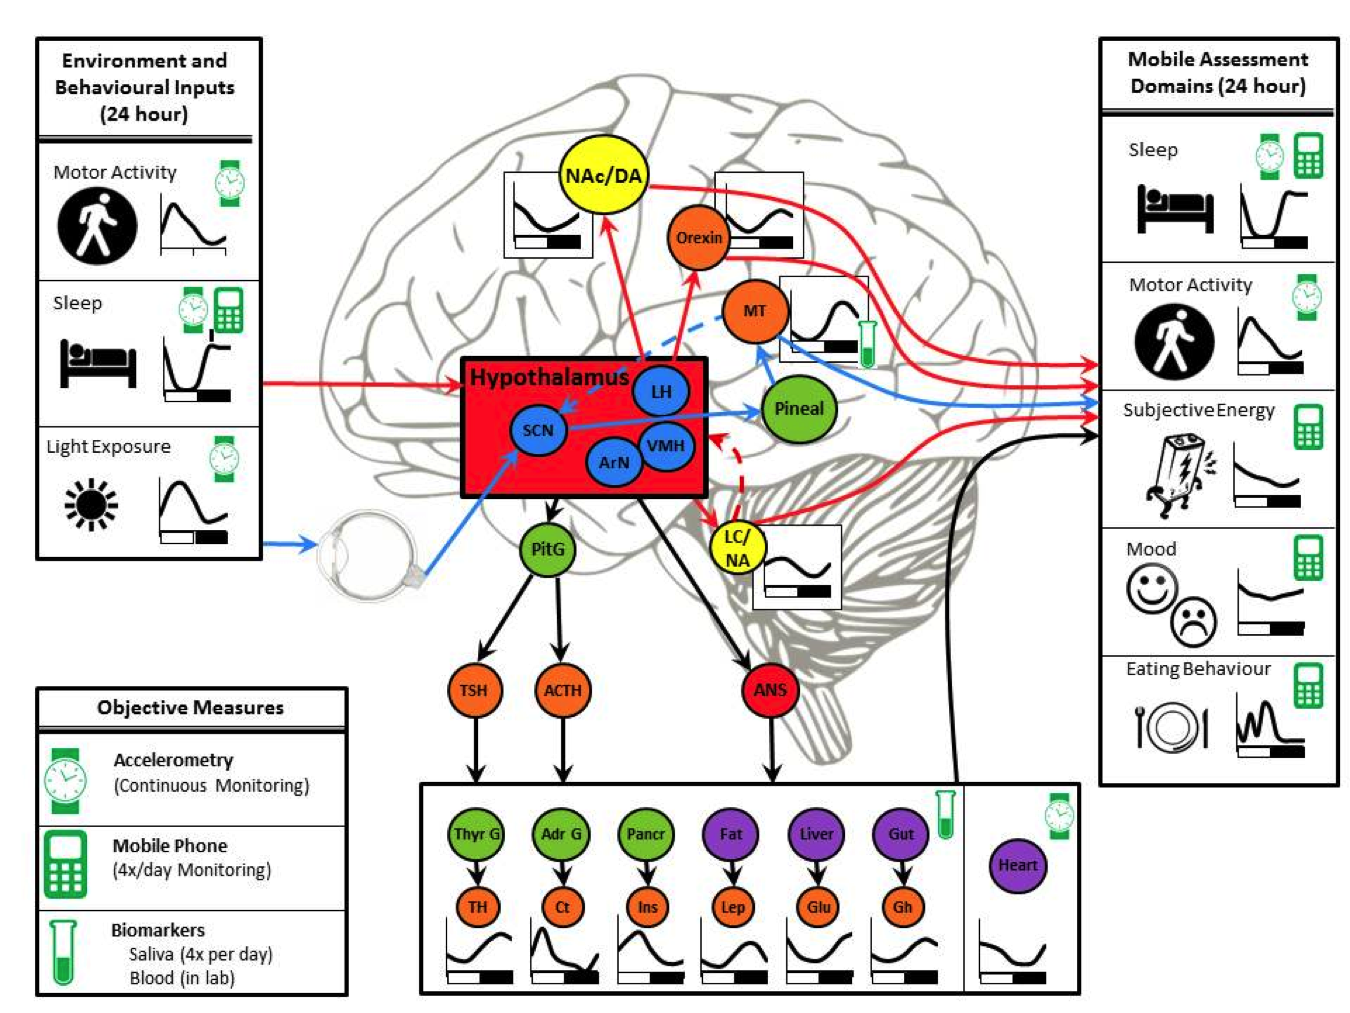 Environment and
Behavioural Inputs
(24 hour)
Motor Activity
Sleep
Light Exposure
NAc/DA
Orexin
MT
Hypothalamus
LH
SCN
VMH
ArN
Pineal
PitG
LC/
NA
TSH
ACTH
ANS
Thyr G
Adr G
Pancr
Fat
Liver
Gut
Heart
TH
Ct
Ins
Lep
Glu
Gh
Mobile Assessment
Domains (24 hour)
Sleep
Motor Activity
Subjective Energy
Mood
Eating Behaviour
Objective Measures
Accelerometry
(Continuous Monitoring)
Mobile Phone
(4x/day Monitoring)
Biomarkers
Saliva (4x per day)
Blood (in lab)